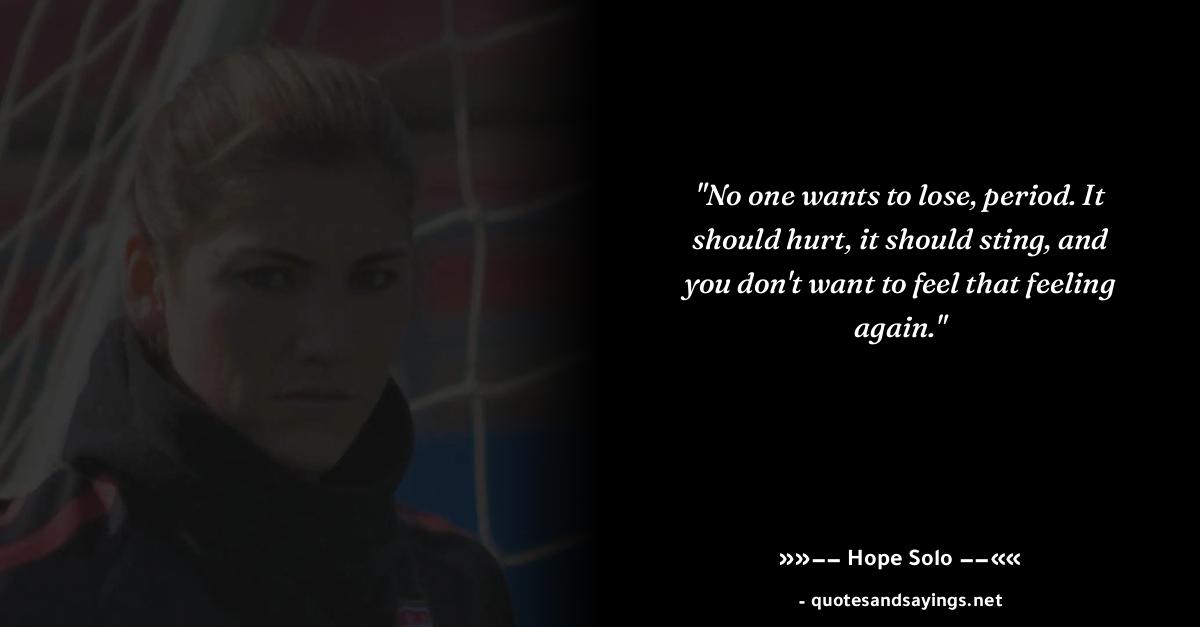 "No one wants to lose, period. It
should hurt, it should sting, and
you don't want to feel that feeling
again."
»»−− Hope Solo −−««
- quotesandsayings.net